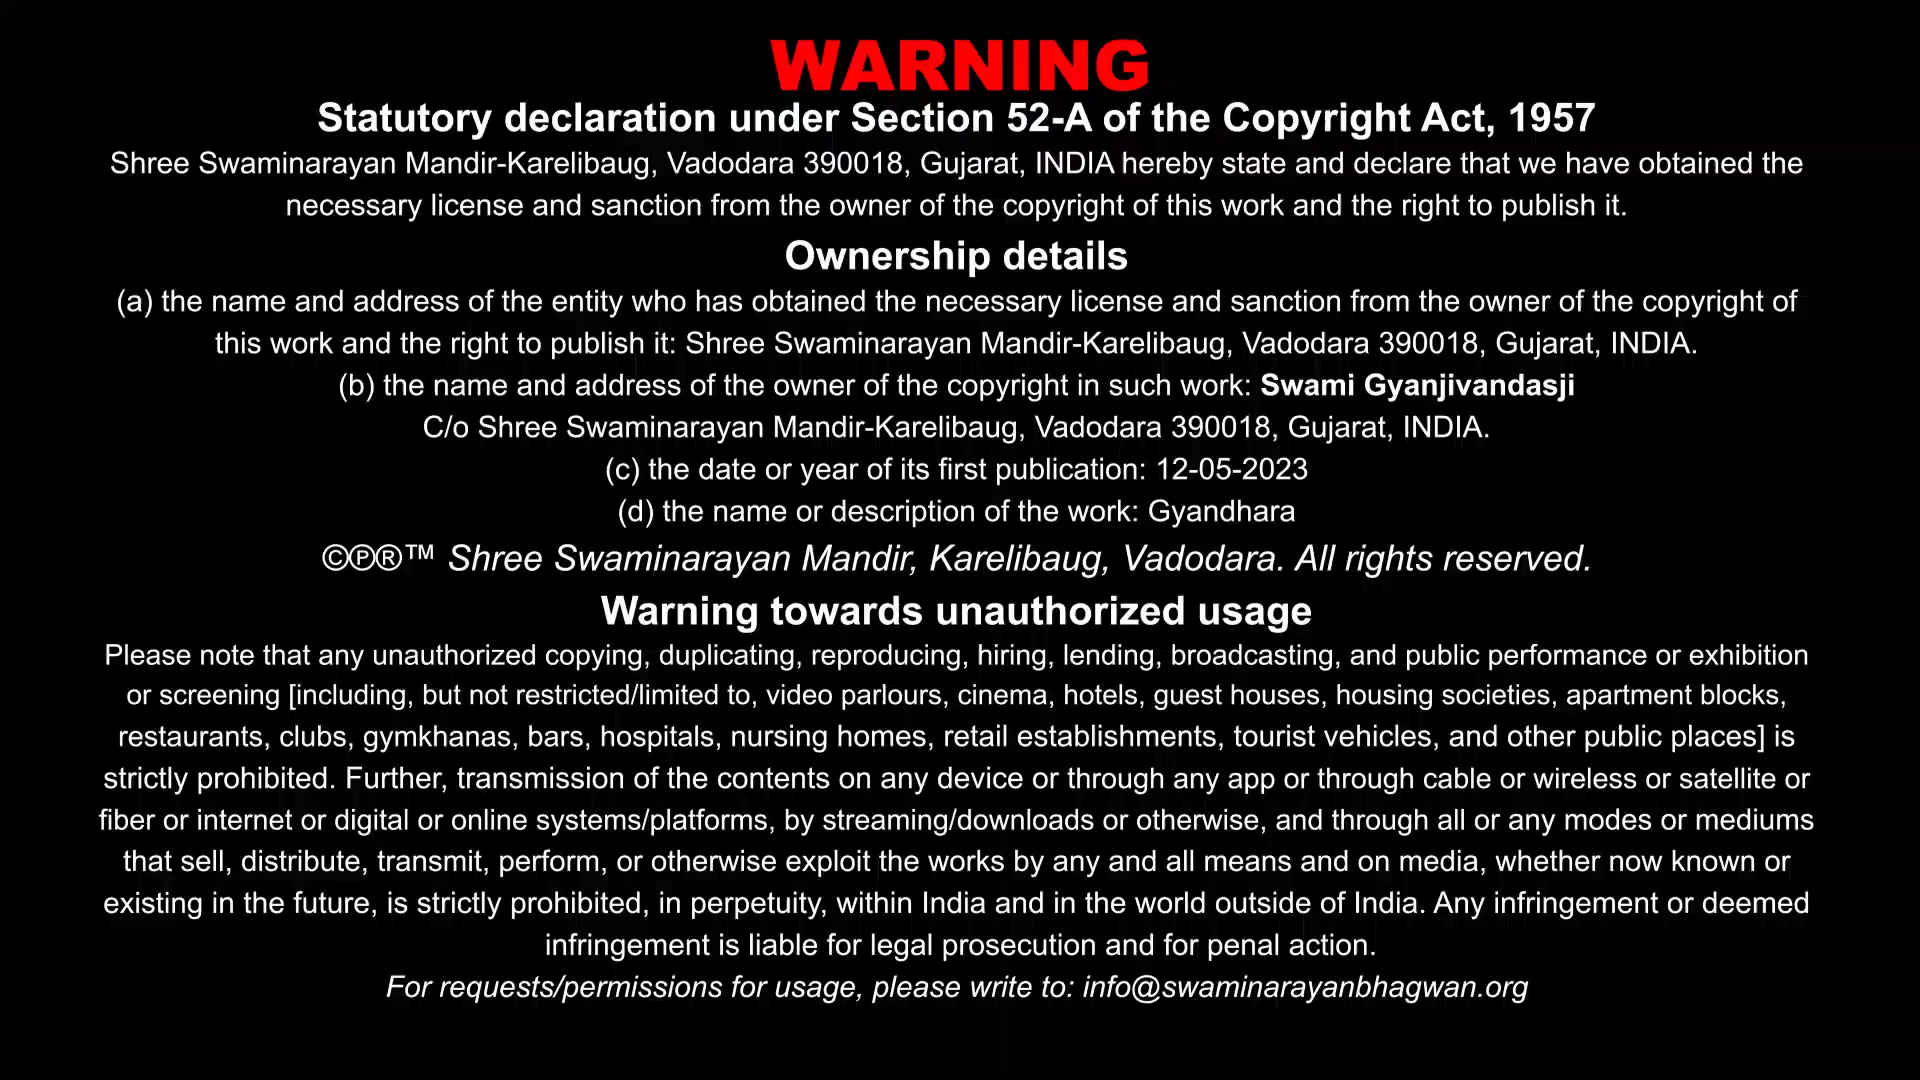 WARNING
Statutory declaration under Section 52-A of the Copyright Act, 1957
Shree Swaminarayan Mandir-Karelibaug, Vadodara 390018, Gujarat, INDIA hereby state and declare that we have obtained the
necessary license and sanction from the owner of the copyright of this work and the right to publish it.
Ownership details
(a) the name and address of the entity who has obtained the necessary license and sanction from the owner of the copyright of
this work and the right to publish it: Shree Swaminarayan Mandir-Karelibaug, Vadodara 390018, Gujarat, INDIA.
(b) the name and address of the owner of the copyright in such work: Swami Gyanjivandasji
C/o Shree Swaminarayan Mandir-Karelibaug, Vadodara 390018, Gujarat, INDIA.
(c) the date or year of its first publication: 12-05-2023
(d) the name or description of the work: Gyandhara
©℗®™ Shree Swaminarayan Mandir, Karelibaug, Vadodara. All rights reserved.
Warning towards unauthorized usage
Please note that any unauthorized copying, duplicating, reproducing, hiring, lending, broadcasting, and public performance or exhibition
or screening [including, but not restricted/limited to, video parlours, cinema, hotels, guest houses, housing societies, apartment blocks,
restaurants, clubs, gymkhanas, bars, hospitals, nursing homes, retail establishments, tourist vehicles, and other public places] is
strictly prohibited. Further, transmission of the contents on any device or through any app or through cable or wireless or satellite or
fiber or internet or digital or online systems/platforms, by streaming/downloads or otherwise, and through all or any modes or mediums
that sell, distribute, transmit, perform, or otherwise exploit the works by any and all means and on media, whether now known or
existing in the future, is strictly prohibited, in perpetuity, within India and in the world outside of India. Any infringement or deemed
infringement is liable for legal prosecution and for penal action.
For requests/permissions for usage, please write to: info@swaminarayanbhagwan.org